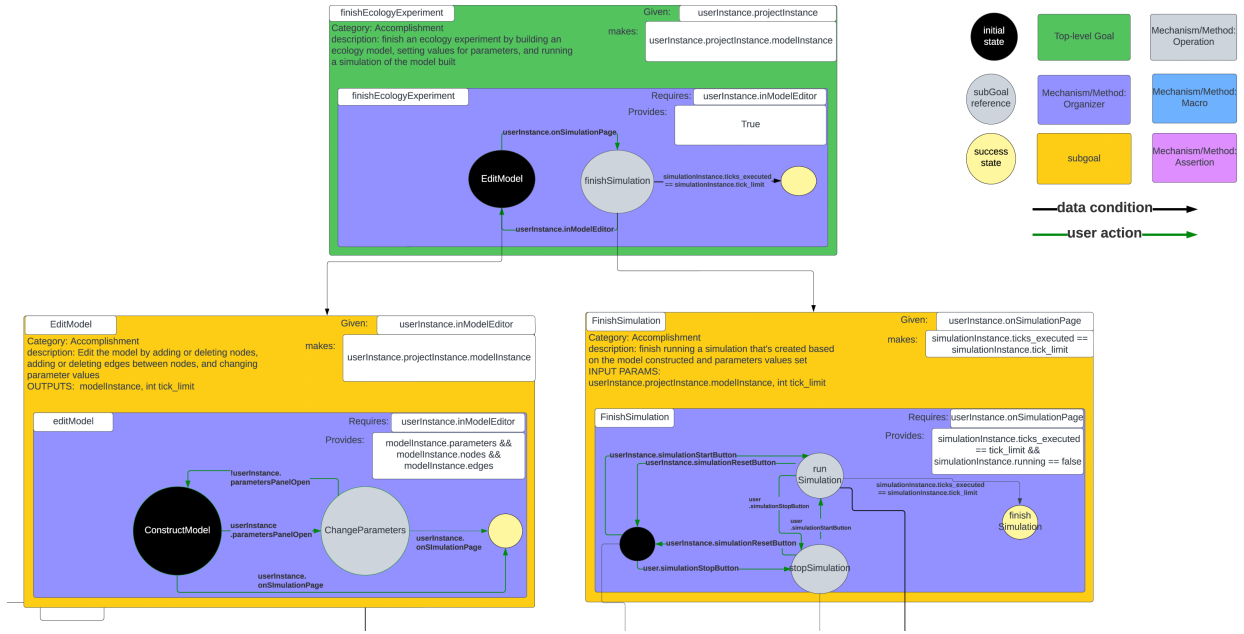 finishEcologyExperiment
Given: userInstance.projectInstance
Category: Accomplishment
description: finish an ecology experiment by building an
ecology model, setting values for parameters, and running
a simulation of the model built
makes:
userInstance.projectInstance.modelInstance
finishEcologyExperiment
Requires: userInstance.inModelEditor
Provides:
True
userInstance.onSimulationPage
EditModel
finishSimulation
simulationInstance.ticks_executed
== simulationInstance.tick_limit
userInstance.inModelEditor
initial
state
Top-level Goal
Mechanism/Method:
Operation
subGoal
reference
Mechanism/Method:
Organizer
Mechanism/Method:
Macro
success
state
subgoal
Mechanism/Method:
Assertion
data condition
user action
EditModel
Given: userInstance.inModelEditor
Category: Accomplishment
description: Edit the model by adding or deleting nodes,
adding or deleting edges between nodes, and changing
parameter values
OUTPUTS: modelInstance, int tick_limit
makes:
userInstance.projectInstance.modelInstance
editModel
Requires: userInstance.inModelEditor
Provides:
modelInstance.parameters &&
modelInstance.nodes &&
modelInstance.edges
!userInstance.
parametersPanelOpen
ConstructModel
userInstance
.parametersPanelOpen
ChangeParameters
userInstance.
onSImulationPage
userInstance.
onSImulationPage
FinishSimulation
Given: userInstance.onSimulationPage
Category: Accomplishment
description: finish running a simulation that's created based
on the model constructed and parameters values set
INPUT PARAMS:
userInstance.projectInstance.modelInstance, int tick_limit
makes:
simulationInstance.ticks_executed ==
simulationInstance.tick_limit
FinishSimulation
Requires: userInstance.onSimulationPage
Provides:
simulationInstance.ticks_executed
== tick_limit &&
simulationInstance.running == false
userInstance.simulationStartButton
userInstance.simulationResetButton
run
Simulation
simulationInstance.ticks_executed
== simulationInstance.tick_limit
user
.simulationStopButton
user
.simulationStartButton
finish
Simulation
userInstance.simulationResetButton
user.simulationStopButton
stopSimulation